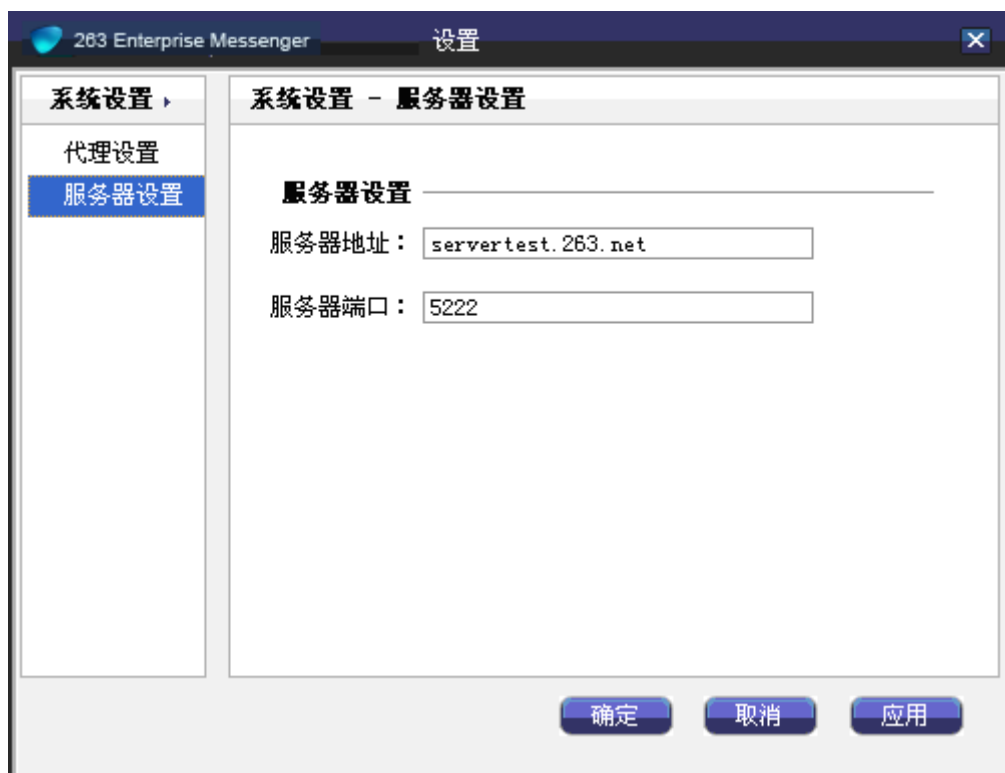 263 Enterprise Messenger 设置
系统设置
系统设置 - 服务器设置
代理设置
服务器设置
服务器设置
服务器地址： servertest.263.net
服务器端口： 5222
确定 取消 应用